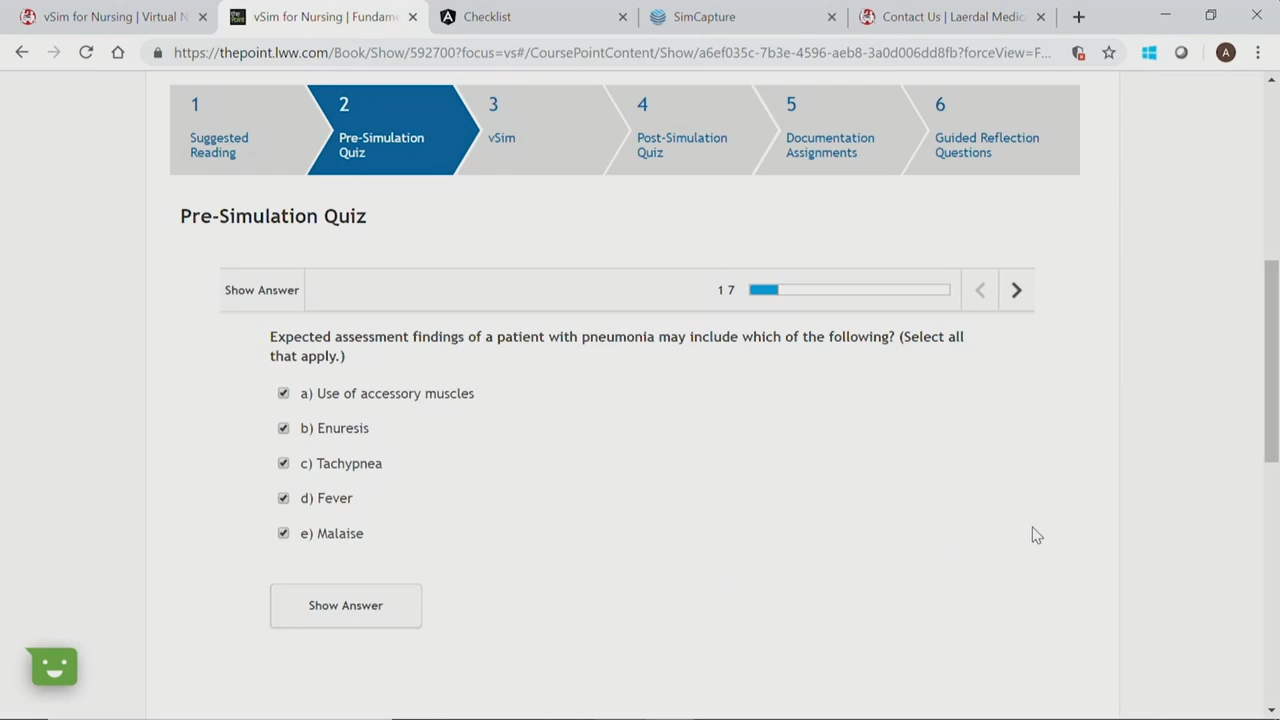 vSim for Nursing | Virtual N
vSim for Nursing | Fundame
Checklist
SimCapture
Contact Us | Laerdal Medic
https://thepoint.lww.com/Book/Show/592700?focus=vs#/CoursePointContent/Show/a6ef035c-7b3e-4596-aeb8-3a0d006dd8fb?forceView=F...
A
1
Suggested
Reading
2
Pre-Simulation
Quiz
3
vSim
4
Post-Simulation
Quiz
5
Documentation
Assignments
6
Guided Reflection
Questions
Pre-Simulation Quiz
Show Answer
1 7
Expected assessment findings of a patient with pneumonia may include which of the following? (Select all
that apply.)
a) Use of accessory muscles
b) Enuresis
c) Tachypnea
d) Fever
e) Malaise
Show Answer